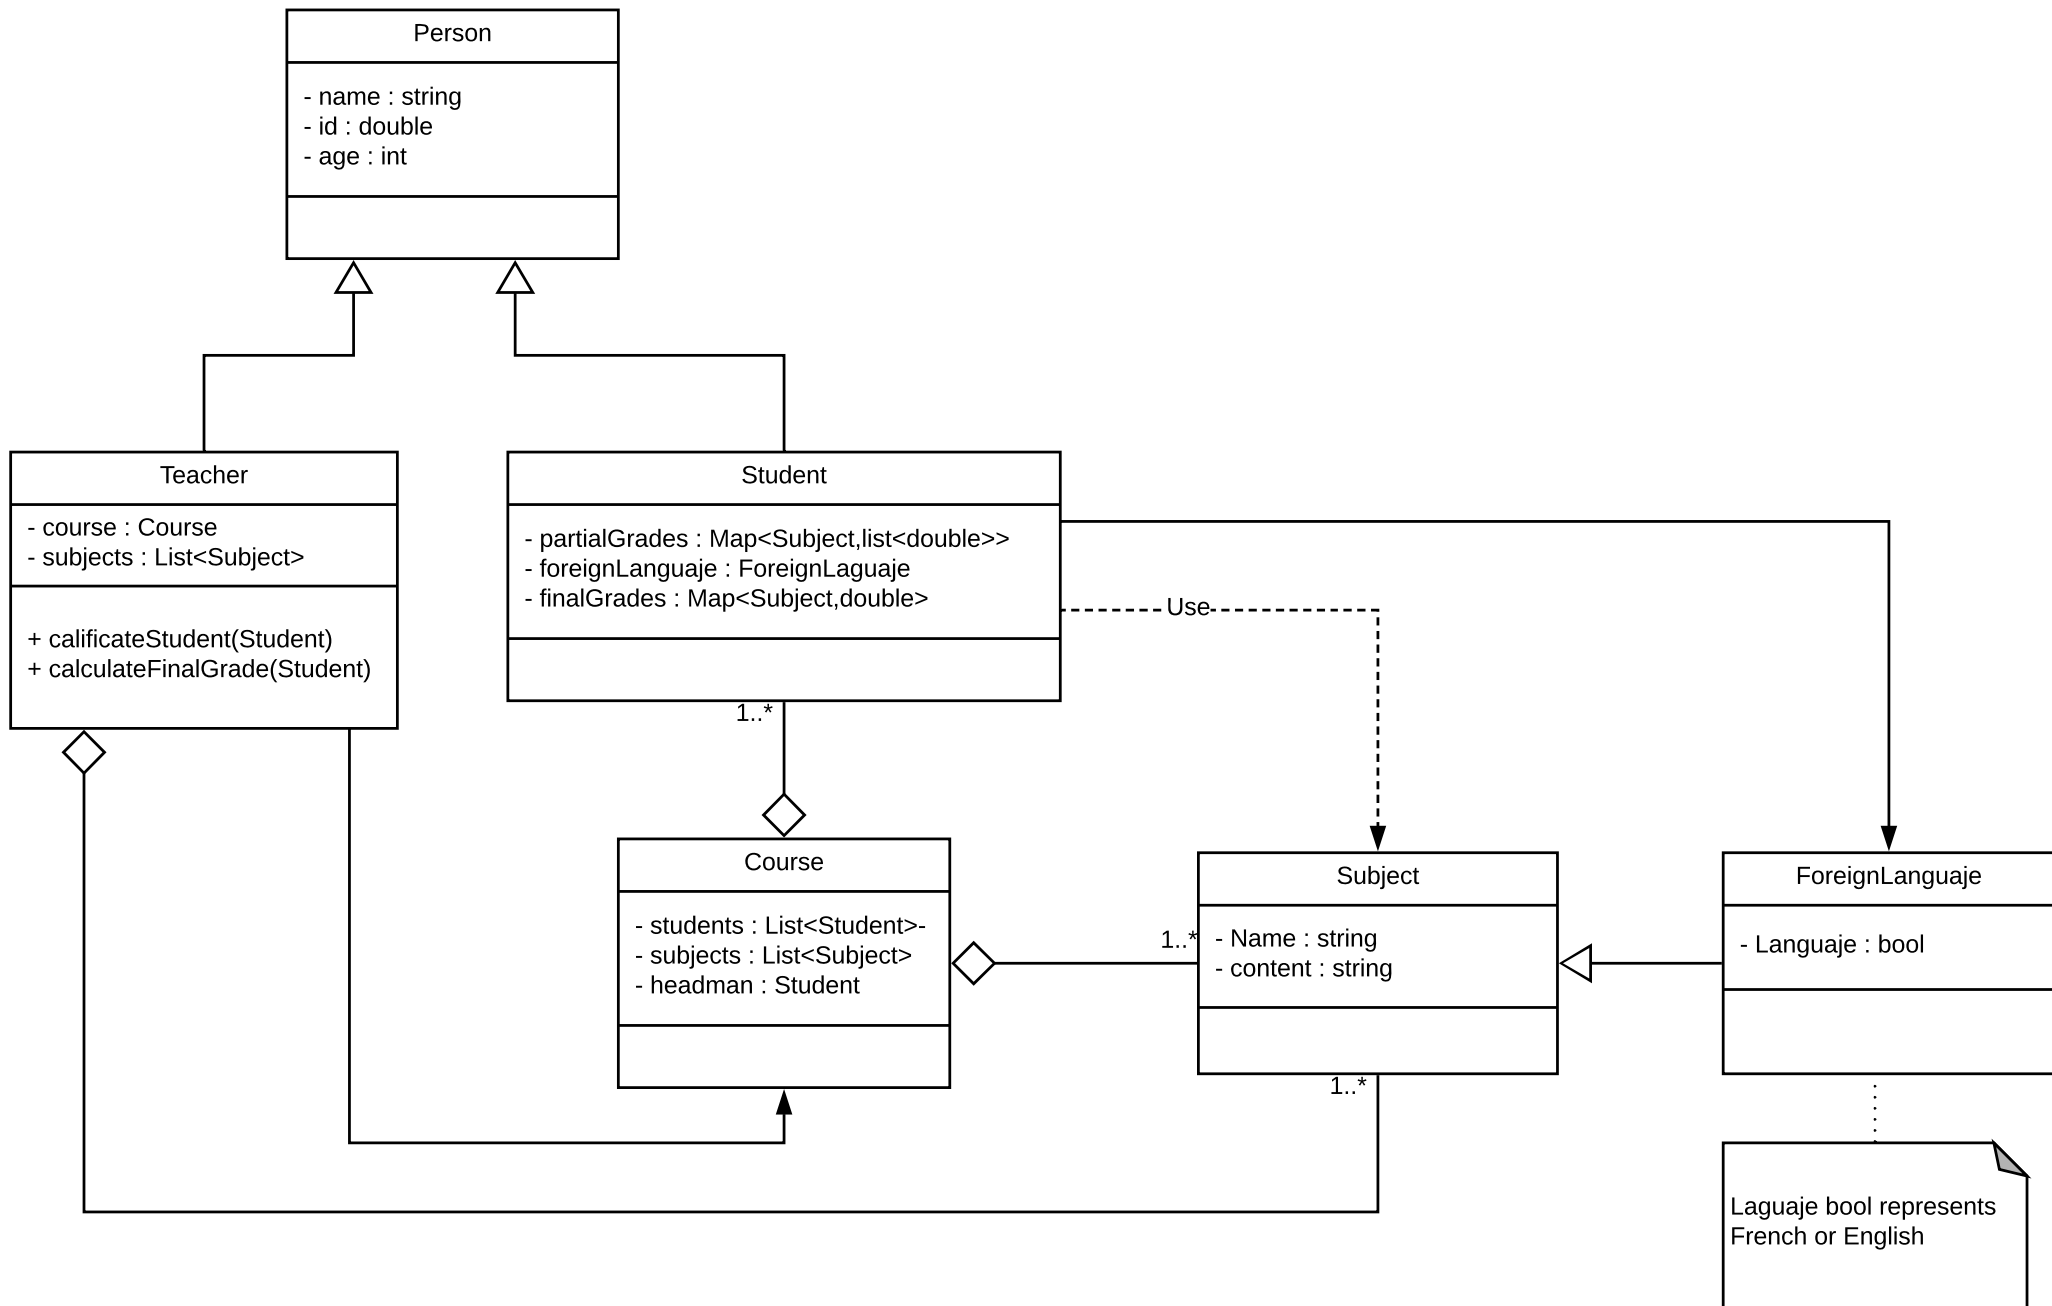 Person
- name : string
- id : double
- age : int
Teacher
- course : Course
- subjects : List<Subject>
+ calificateStudent(Student)
+ calculateFinalGrade(Student)
Student
- partialGrades : Map<Subject,list<double>>
- foreignLanguaje : ForeignLaguaje
- finalGrades : Map<Subject,double>
Use
1..*
Course
- students : List<Student>-
- subjects : List<Subject>
- headman : Student
1..*
Subject
- Name : string
- content : string
1..*
ForeignLanguaje
- Languaje : bool
Laguaje bool represents
French or English